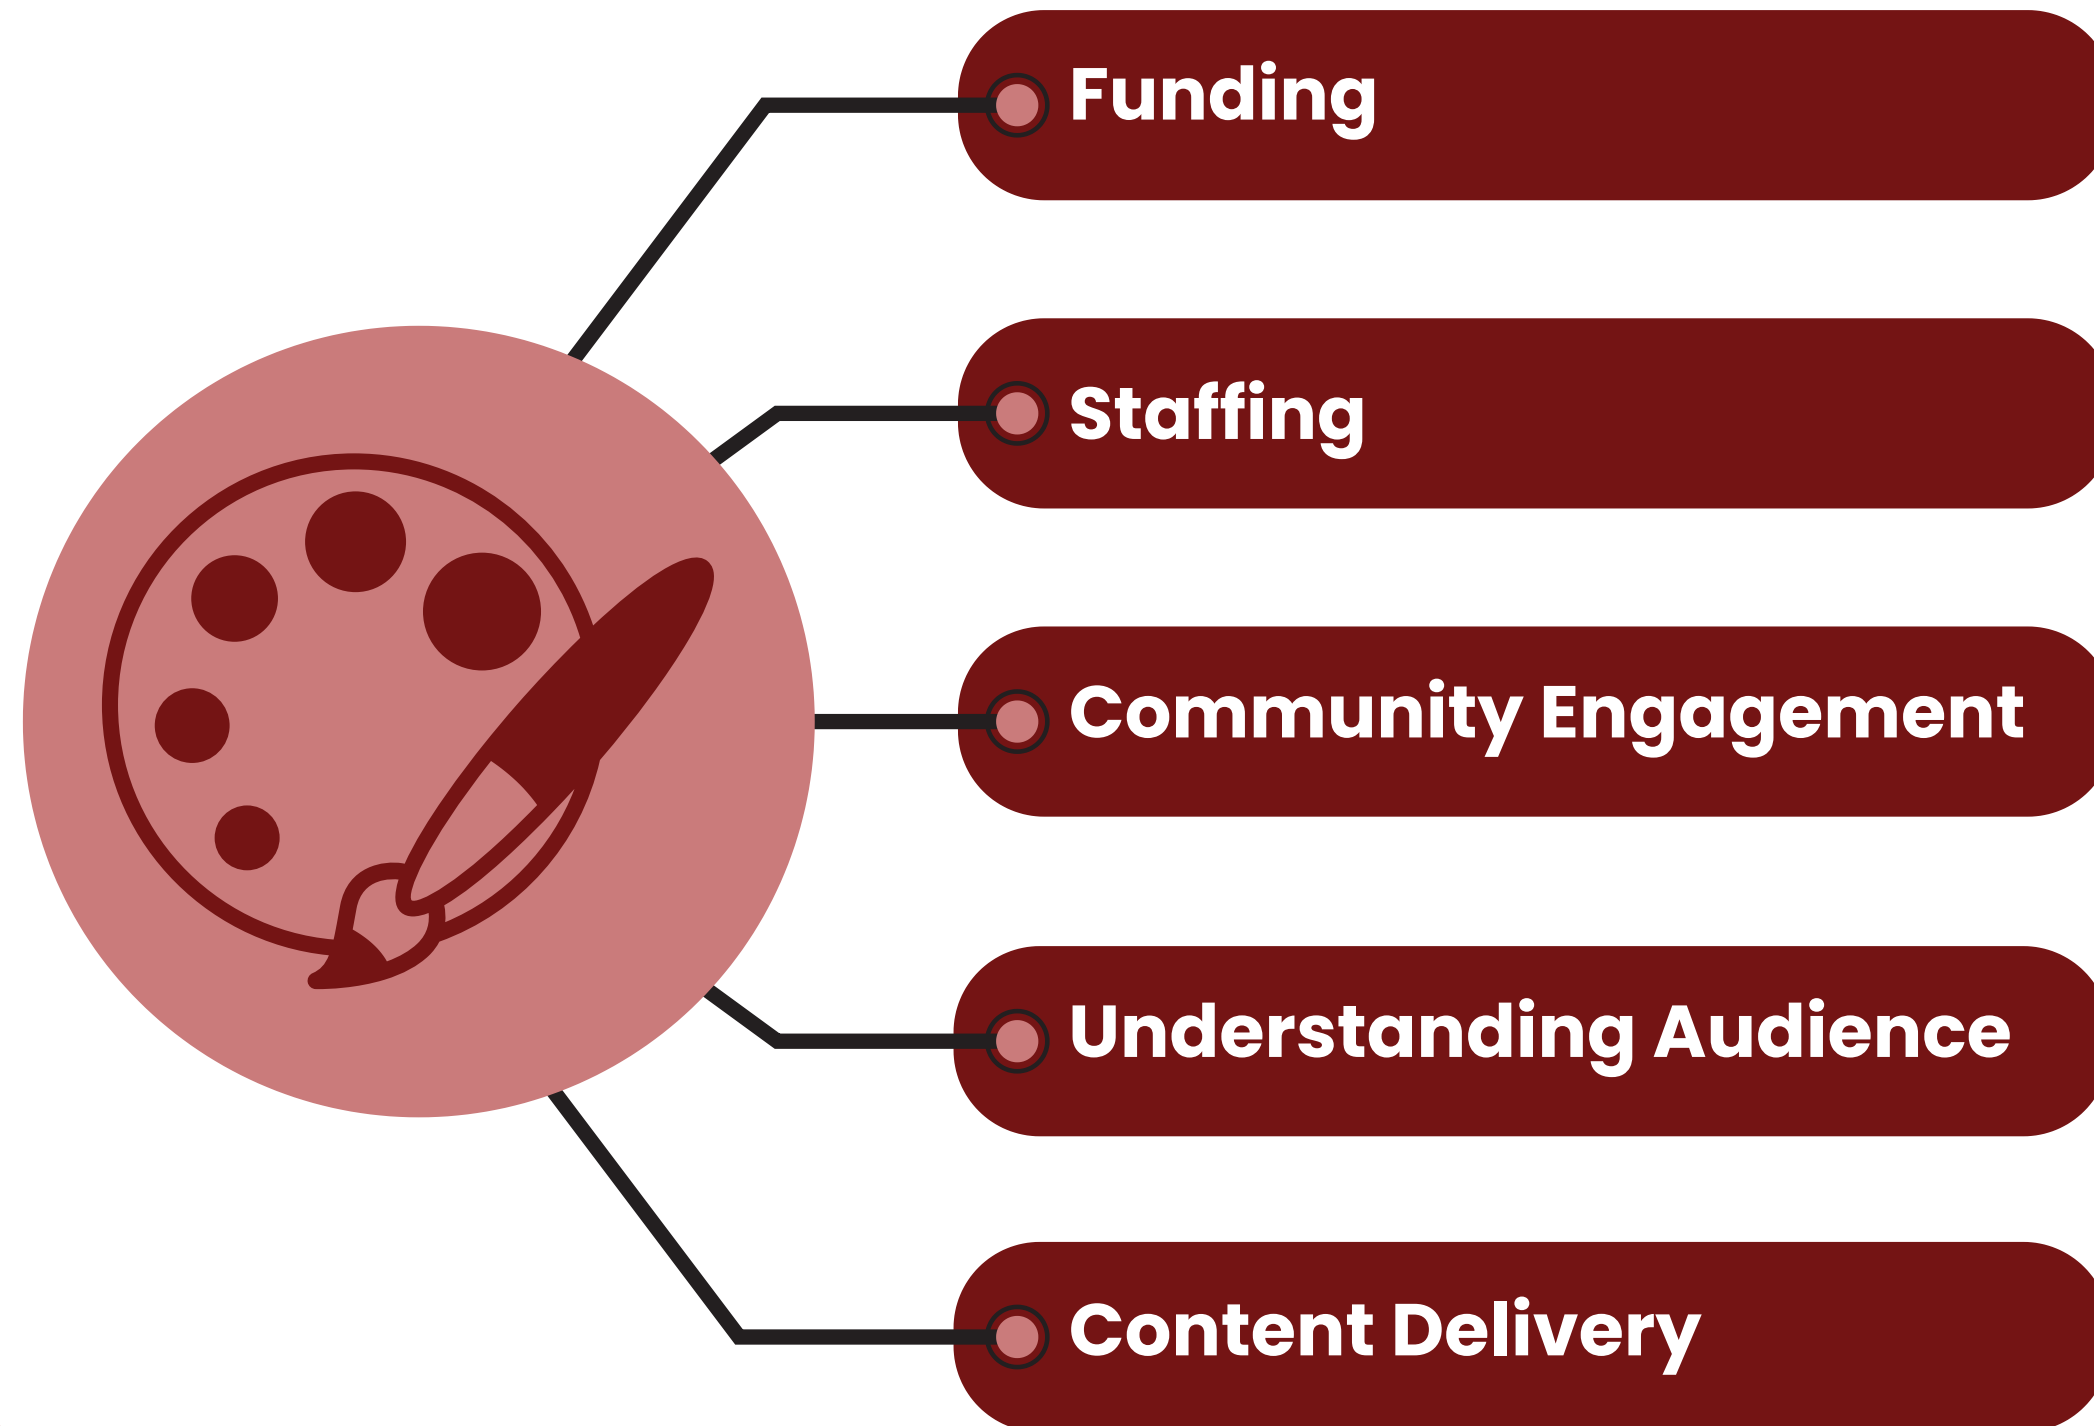 Funding
Staffing
Community Engagement
Understanding Audience
Content Delivery